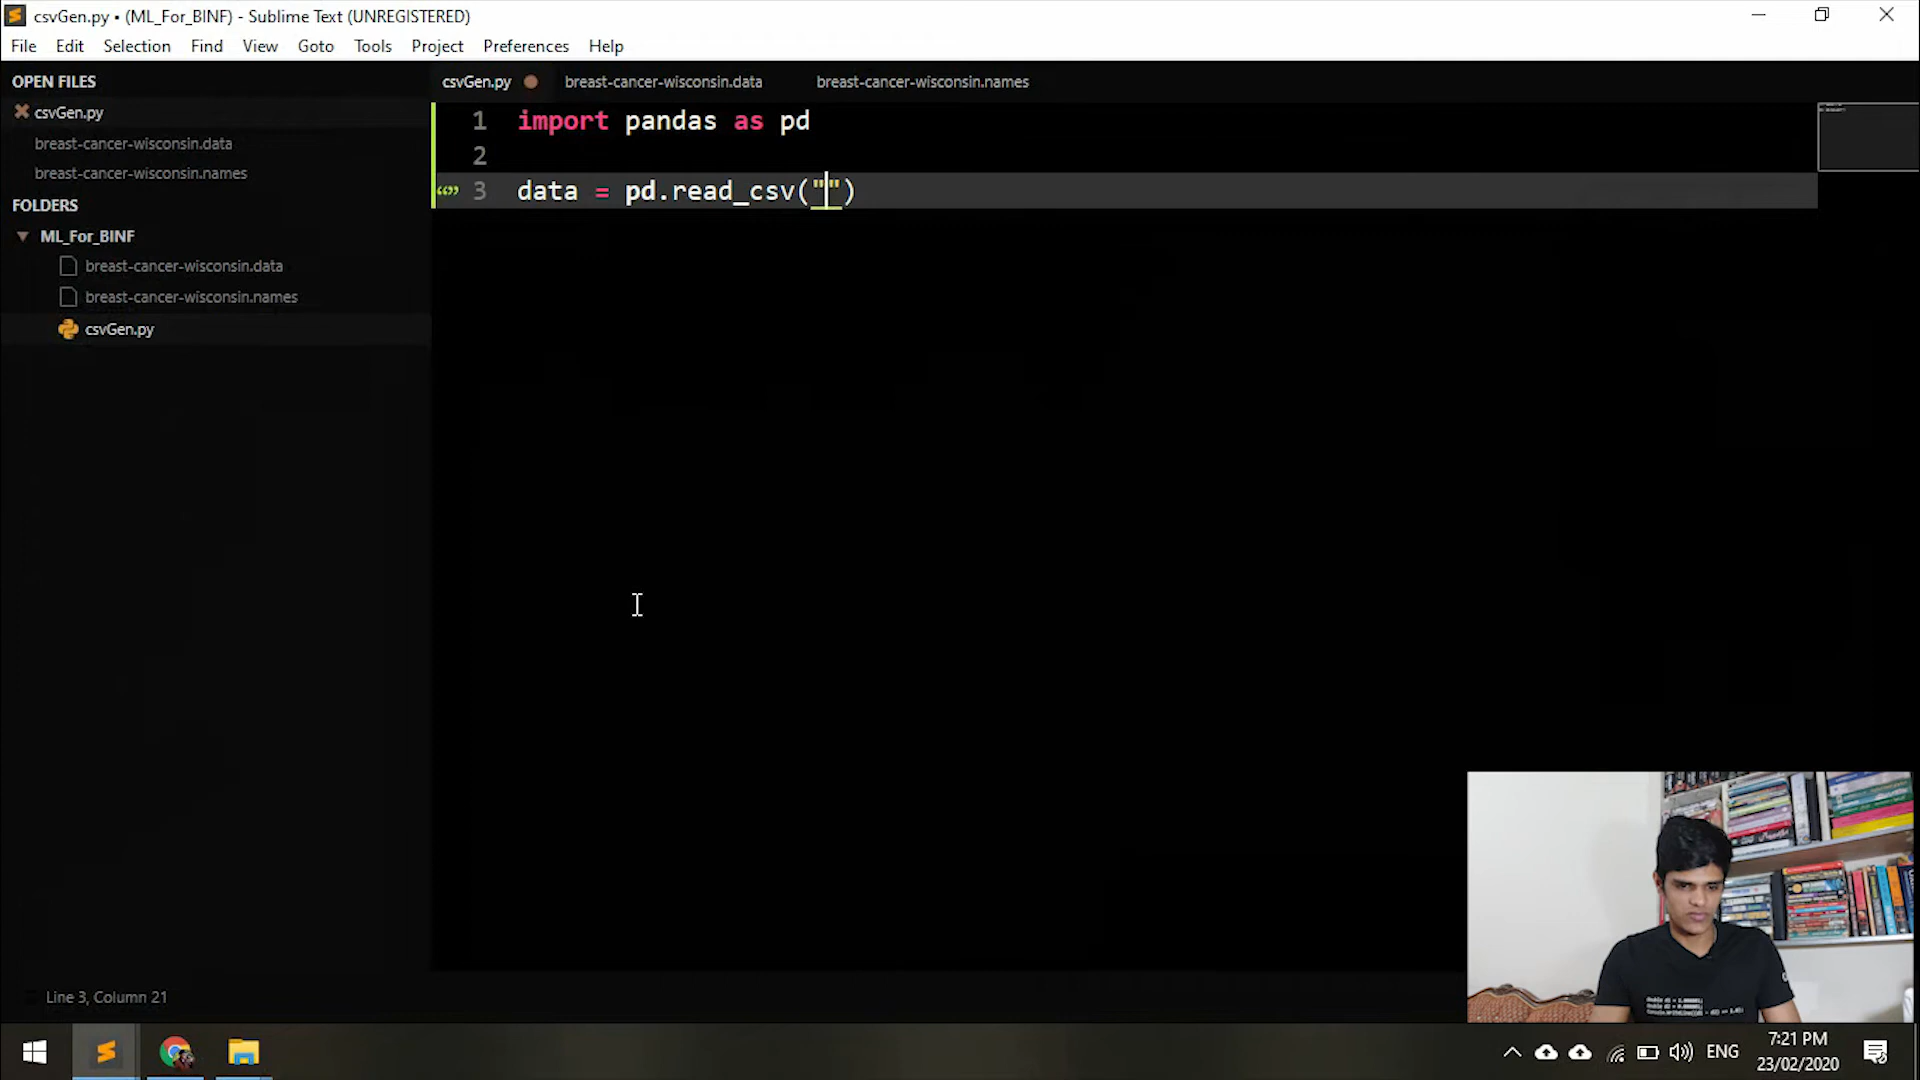 csvGen.py • (ML_For_BINF) - Sublime Text (UNREGISTERED)
File Edit Selection Find View Goto Tools Project Preferences Help
OPEN FILES
csvGen.py
breast-cancer-wisconsin.data
breast-cancer-wisconsin.names
FOLDERS
ML_For_BINF
breast-cancer-wisconsin.data
breast-cancer-wisconsin.names
csvGen.py
csvGen.py breast-cancer-wisconsin.data breast-cancer-wisconsin.names
1 import pandas as pd
2
3 data = pd.read_csv("")
Line 3, Column 21
ENG
7:21 PM
23/02/2020